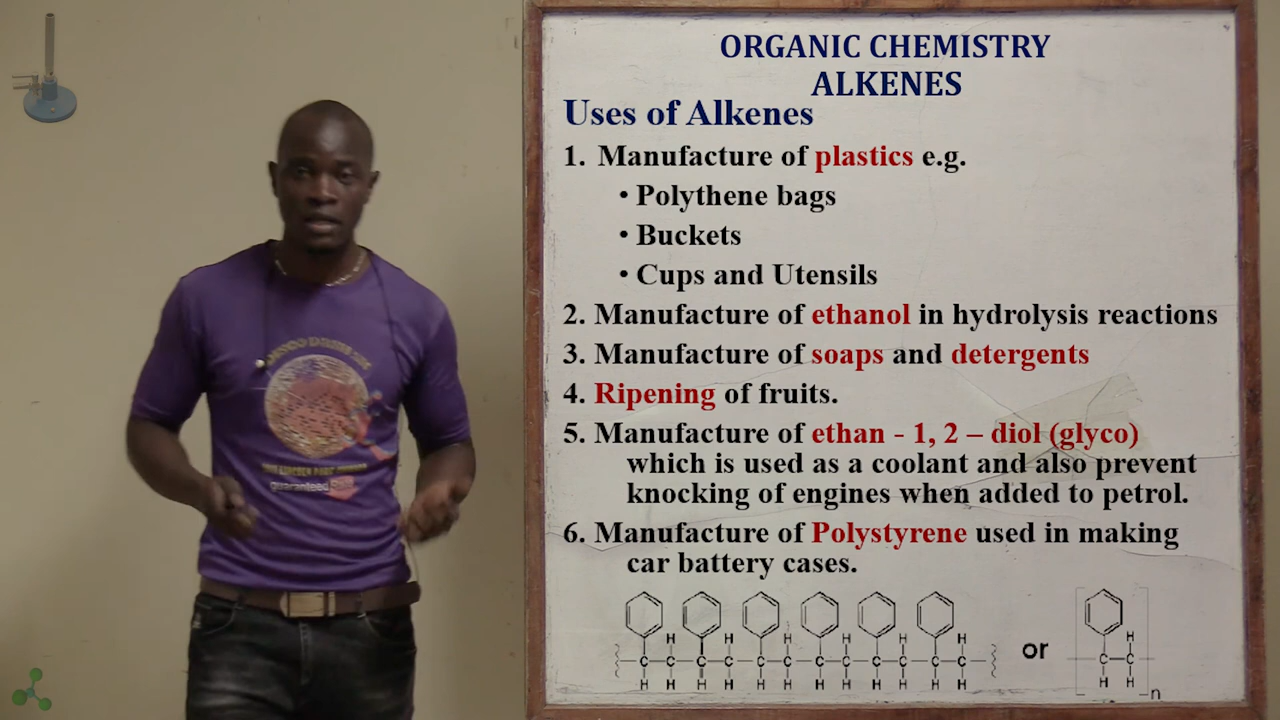 ORGANIC CHEMISTRY
ALKENES
Uses of Alkenes
1. Manufacture of plastics e.g.
• Polythene bags
• Buckets
• Cups and Utensils
2. Manufacture of ethanol in hydrolysis reactions
3. Manufacture of soaps and detergents
4. Ripening of fruits.
5. Manufacture of ethan - 1, 2 – diol (glyco)
which is used as a coolant and also prevent
knocking of engines when added to petrol.
6. Manufacture of Polystyrene used in making
car battery cases.
H H H H H H
C C C C C C C C C C C C
H H H H H H H H H H H H
or
H
C C
H H
n
guaranteed